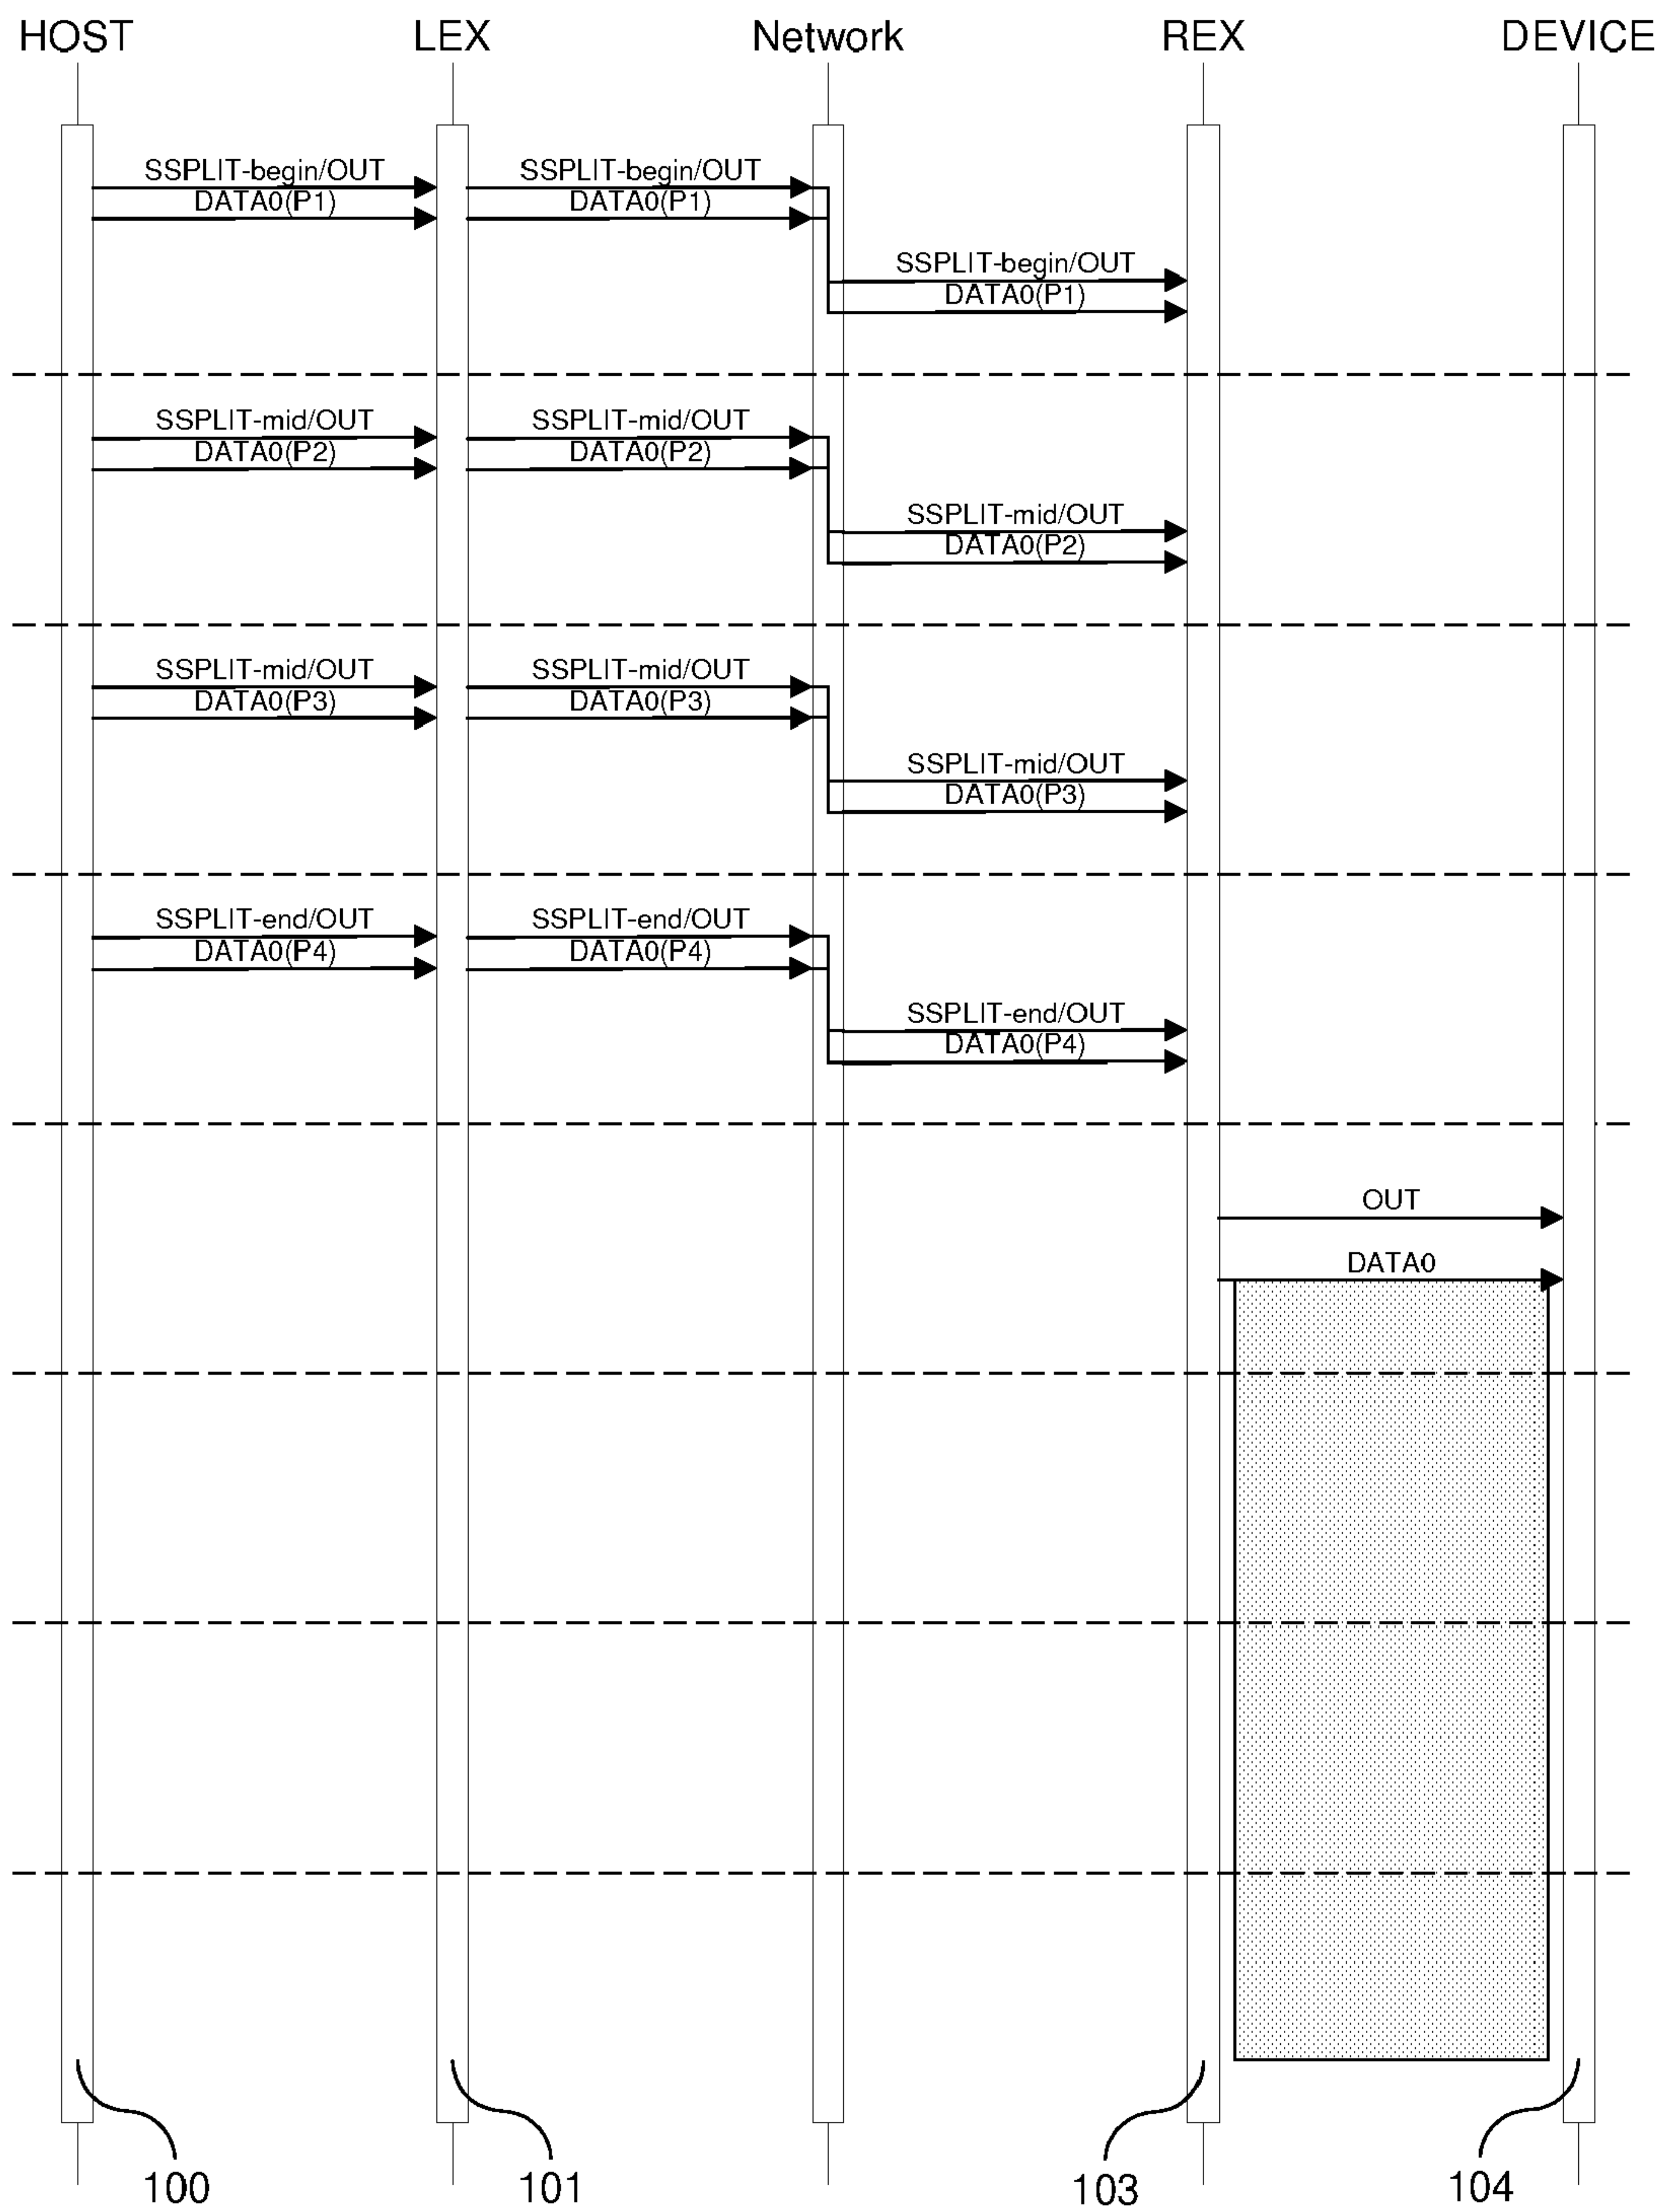 HOST LEX Network REX DEVICE
SSPLIT-begin/OUT SSPLIT-begin/OUT
DATA0(P1) DATA0(P1)
SSPLIT-begin/OUT
DATA0(P1)
SSPLIT-mid/OUT SSPLIT-mid/OUT
DATA0(P2) DATA0(P2)
SSPLIT-mid/OUT
DATA0(P2)
SSPLIT-mid/OUT SSPLIT-mid/OUT
DATA0(P3) DATA0(P3)
SSPLIT-mid/OUT
DATA0(P3)
SSPLIT-end/OUT SSPLIT-end/OUT
DATA0(P4) DATA0(P4)
SSPLIT-end/OUT
DATA0(P4)
OUT
DATA0
100 101 103 104